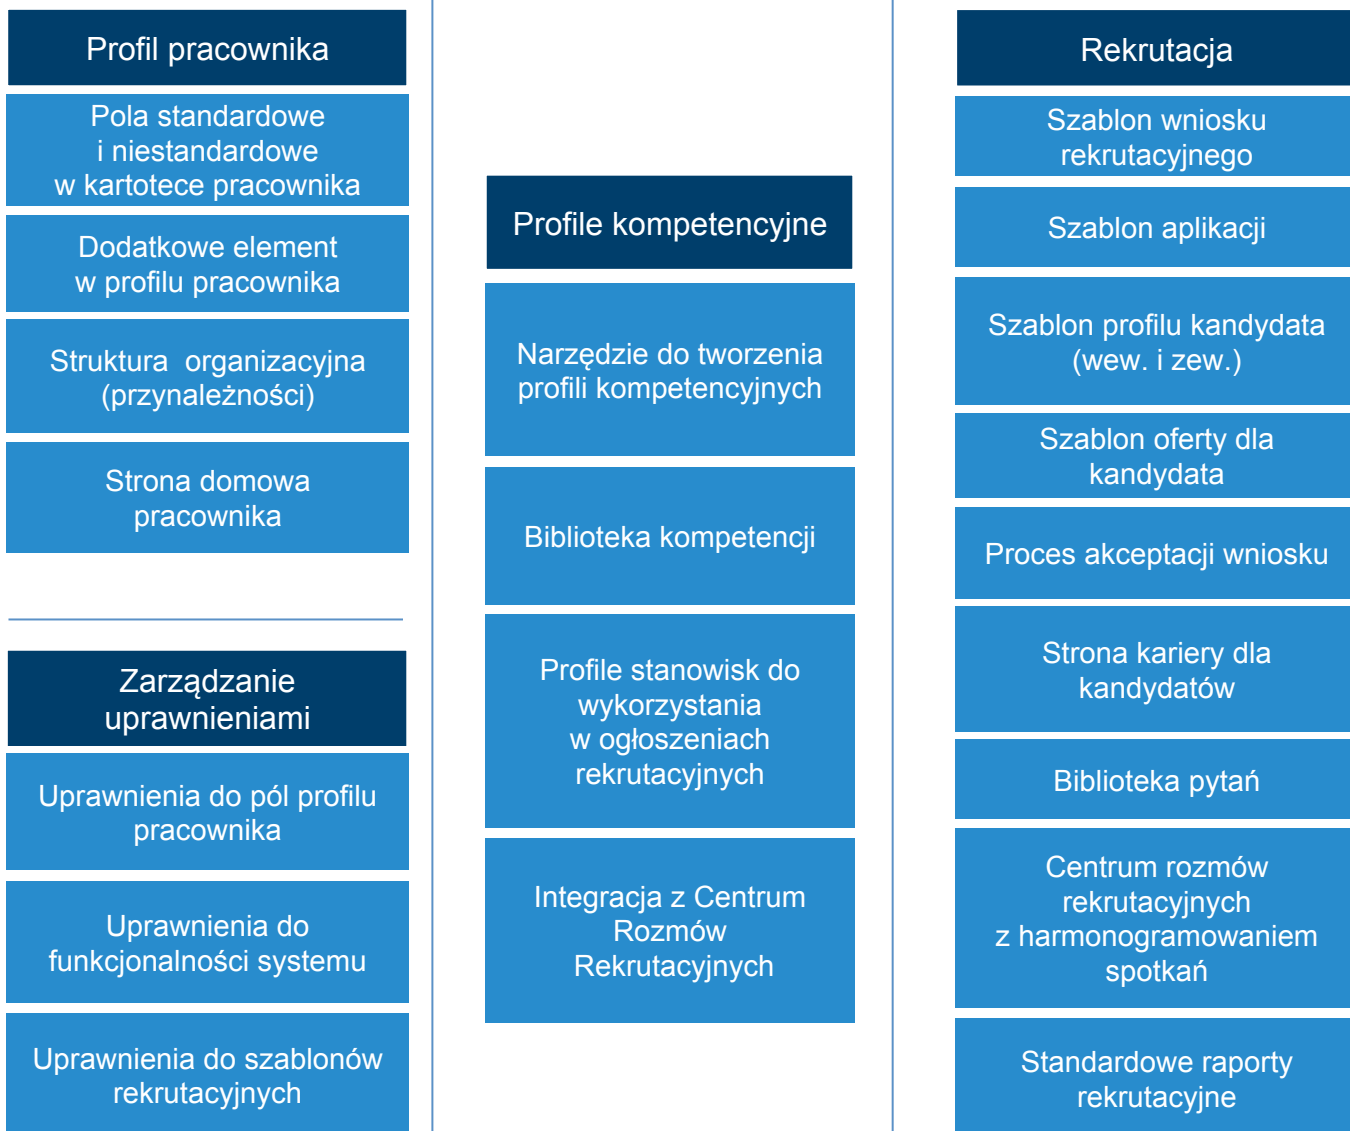 Profil pracownika
Pola standardowe
i niestandardowe
w kartotece pracownika
Dodatkowe element
w profilu pracownika
Struktura  organizacyjna
(przynależności)
Strona domowa
pracownika
Zarządzanie
uprawnieniami
Uprawnienia do pól profilu
pracownika
Uprawnienia do
funkcjonalności systemu
Uprawnienia do szablonów
rekrutacyjnych
Profile kompetencyjne
Narzędzie do tworzenia
profili kompetencyjnych
Biblioteka kompetencji
Profile stanowisk do
wykorzystania
w ogłoszeniach
rekrutacyjnych
Integracja z Centrum
Rozmów
Rekrutacyjnych
Rekrutacja
Szablon wniosku
rekrutacyjnego
Szablon aplikacji
Szablon profilu kandydata
(wew. i zew.)
Szablon oferty dla
kandydata
Proces akceptacji wniosku
Strona kariery dla
kandydatów
Biblioteka pytań
Centrum rozmów
rekrutacyjnych
z harmonogramowaniem
spotkań
Standardowe raporty
rekrutacyjne